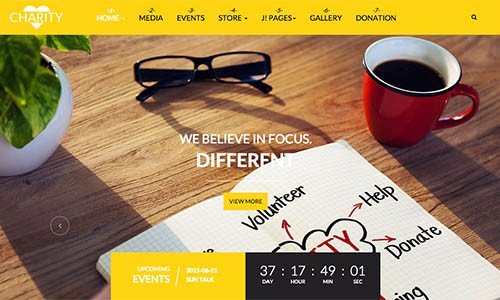 CHARITY
-1- -2- -3- -4- -5- -6- -7-
HOME MEDIA EVENTS STORE J! PAGES GALLERY DONATION
WE BELIEVE IN FOCUS.
DIFFERENT
VIEW MORE
Volunteer
Help
Donate
UPCOMING
EVENTS
2015-06-21
SUN TALK
37 : 17 : 49 : 01
DAY HOUR MIN SEC